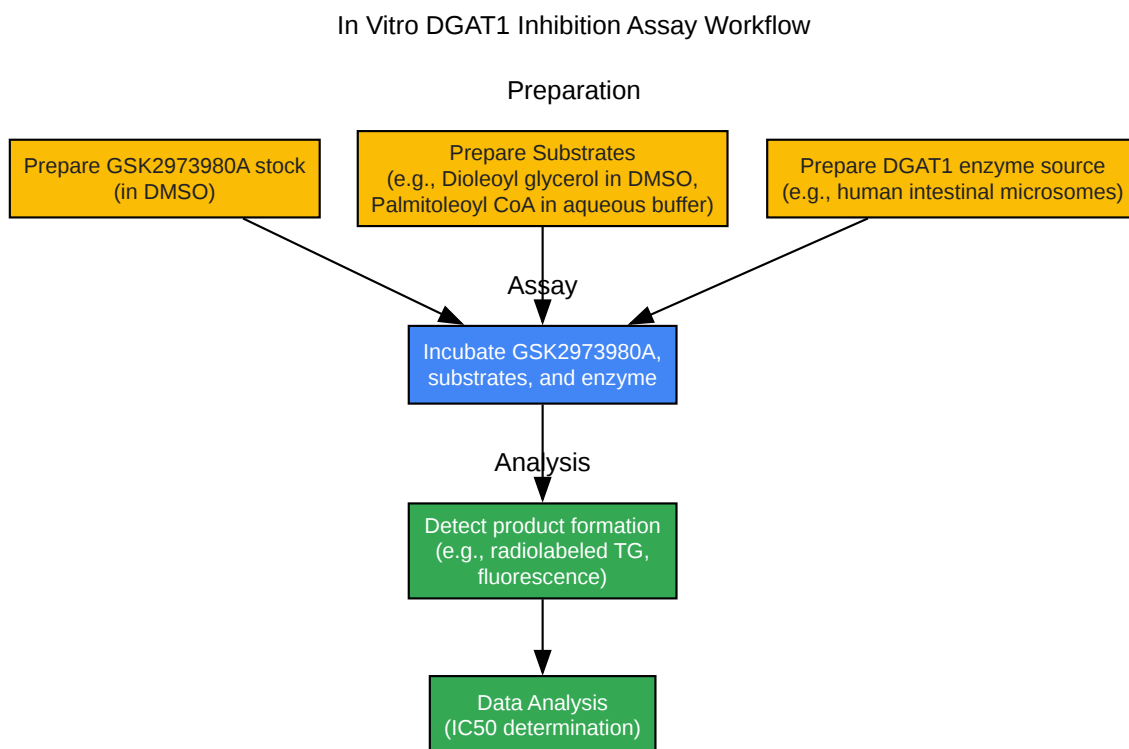 In Vitro DGAT1 Inhibition Assay Workflow
Preparation
Prepare GSK2973980A stock
(in DMSO)
Prepare Substrates
(e.g., Dioleoyl glycerol in DMSO,
Palmitoleoyl CoA in aqueous buffer)
Prepare DGAT1 enzyme source
(e.g., human intestinal microsomes)
Assay
Incubate GSK2973980A,
substrates, and enzyme
Analysis
Detect product formation
(e.g., radiolabeled TG,
fluorescence)
Data Analysis
(IC50 determination)